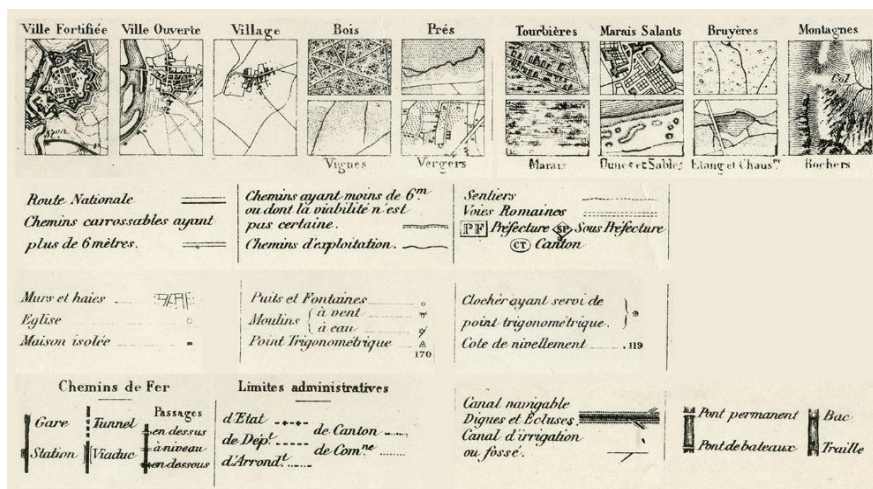 Ville Fortifiée Ville Ouverte Village Bois Prés Tourbières Marais Salants Bruyères Montagnes
Col
Vignes Vergers Marais Dunes et Sables Etang et Chaus.ée Rochers
Route Nationale
Chemins carrossables ayant
plus de 6 mètres.
Chemins ayant moins de 6.m
ou dont la viabilité n'est
pas certaine.
Chemins d'exploitation.
Sentiers
Voies Romaines
PF Préfecture SP Sous Préfecture
CT Canton
Murs et haies
Eglise
Maison isolée
Puits et Fontaines
Moulins { à vent
à eau
Point Trigonométrique
170
Clocher ayant servi de
point trigonométrique.
Cote de nivellement .119
Chemins de Fer
Gare Tunnel Passages
en dessus
Station Viaduc à niveau
en dessous
Limites administratives
d'Etat
de Canton
de Dép.t
de Com.ne
d'Arrond.t
Canal navigable
Digues et Ecluses.
Canal d'irrigation
ou fossé.
Pont permanent Bac
Pont de bateaux Traille